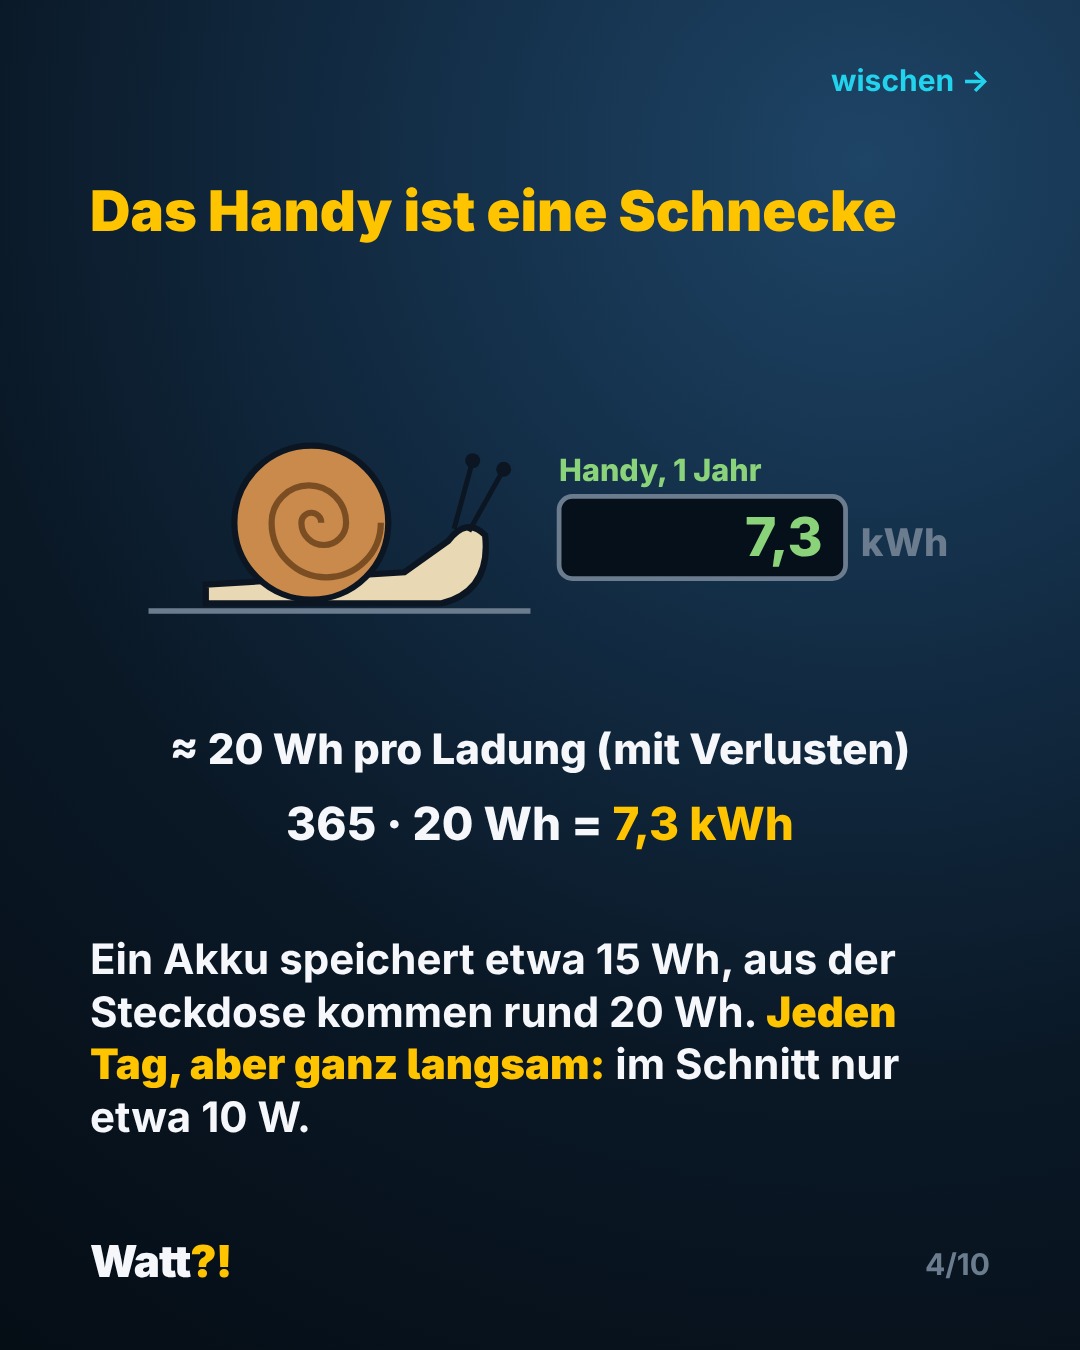 wischen →
Das Handy ist eine Schnecke
Handy, 1 Jahr
7,3 kWh
≈ 20 Wh pro Ladung (mit Verlusten)
365 · 20 Wh = 7,3 kWh
Ein Akku speichert etwa 15 Wh, aus der
Steckdose kommen rund 20 Wh. Jeden
Tag, aber ganz langsam: im Schnitt nur
etwa 10 W.
Watt?!
4/10